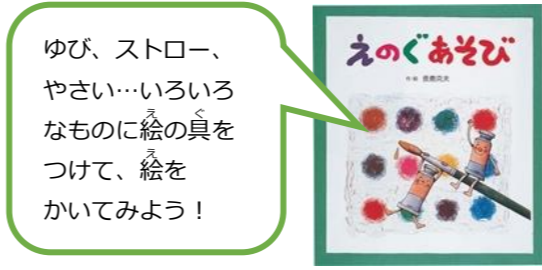 ゆび、ストロー、
やさい…いろいろ
なものに絵の具を
つけて、絵を
かいてみよう！
えのぐあそび